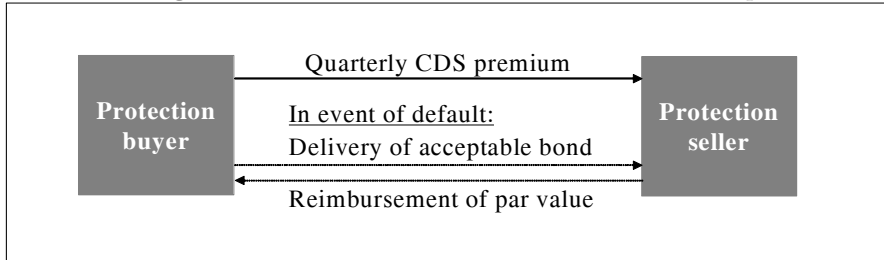 Quarterly CDS premium
Protection
buyer
In event of default:
Delivery of acceptable bond
Reimbursement of par value
Protection
seller